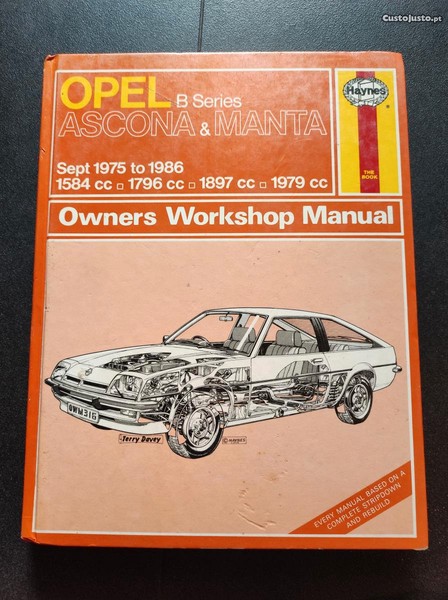 CustoJusto.pt
OPEL B Series
ASCONA & MANTA
Sept 1975 to 1986
1584 cc □ 1796 cc □ 1897 cc □ 1979 cc
Haynes
®
THE
BOOK
Owners Workshop Manual
Terry Davey
© HAYNES
EVERY MANUAL BASED ON A
COMPLETE STRIPDOWN
AND REBUILD